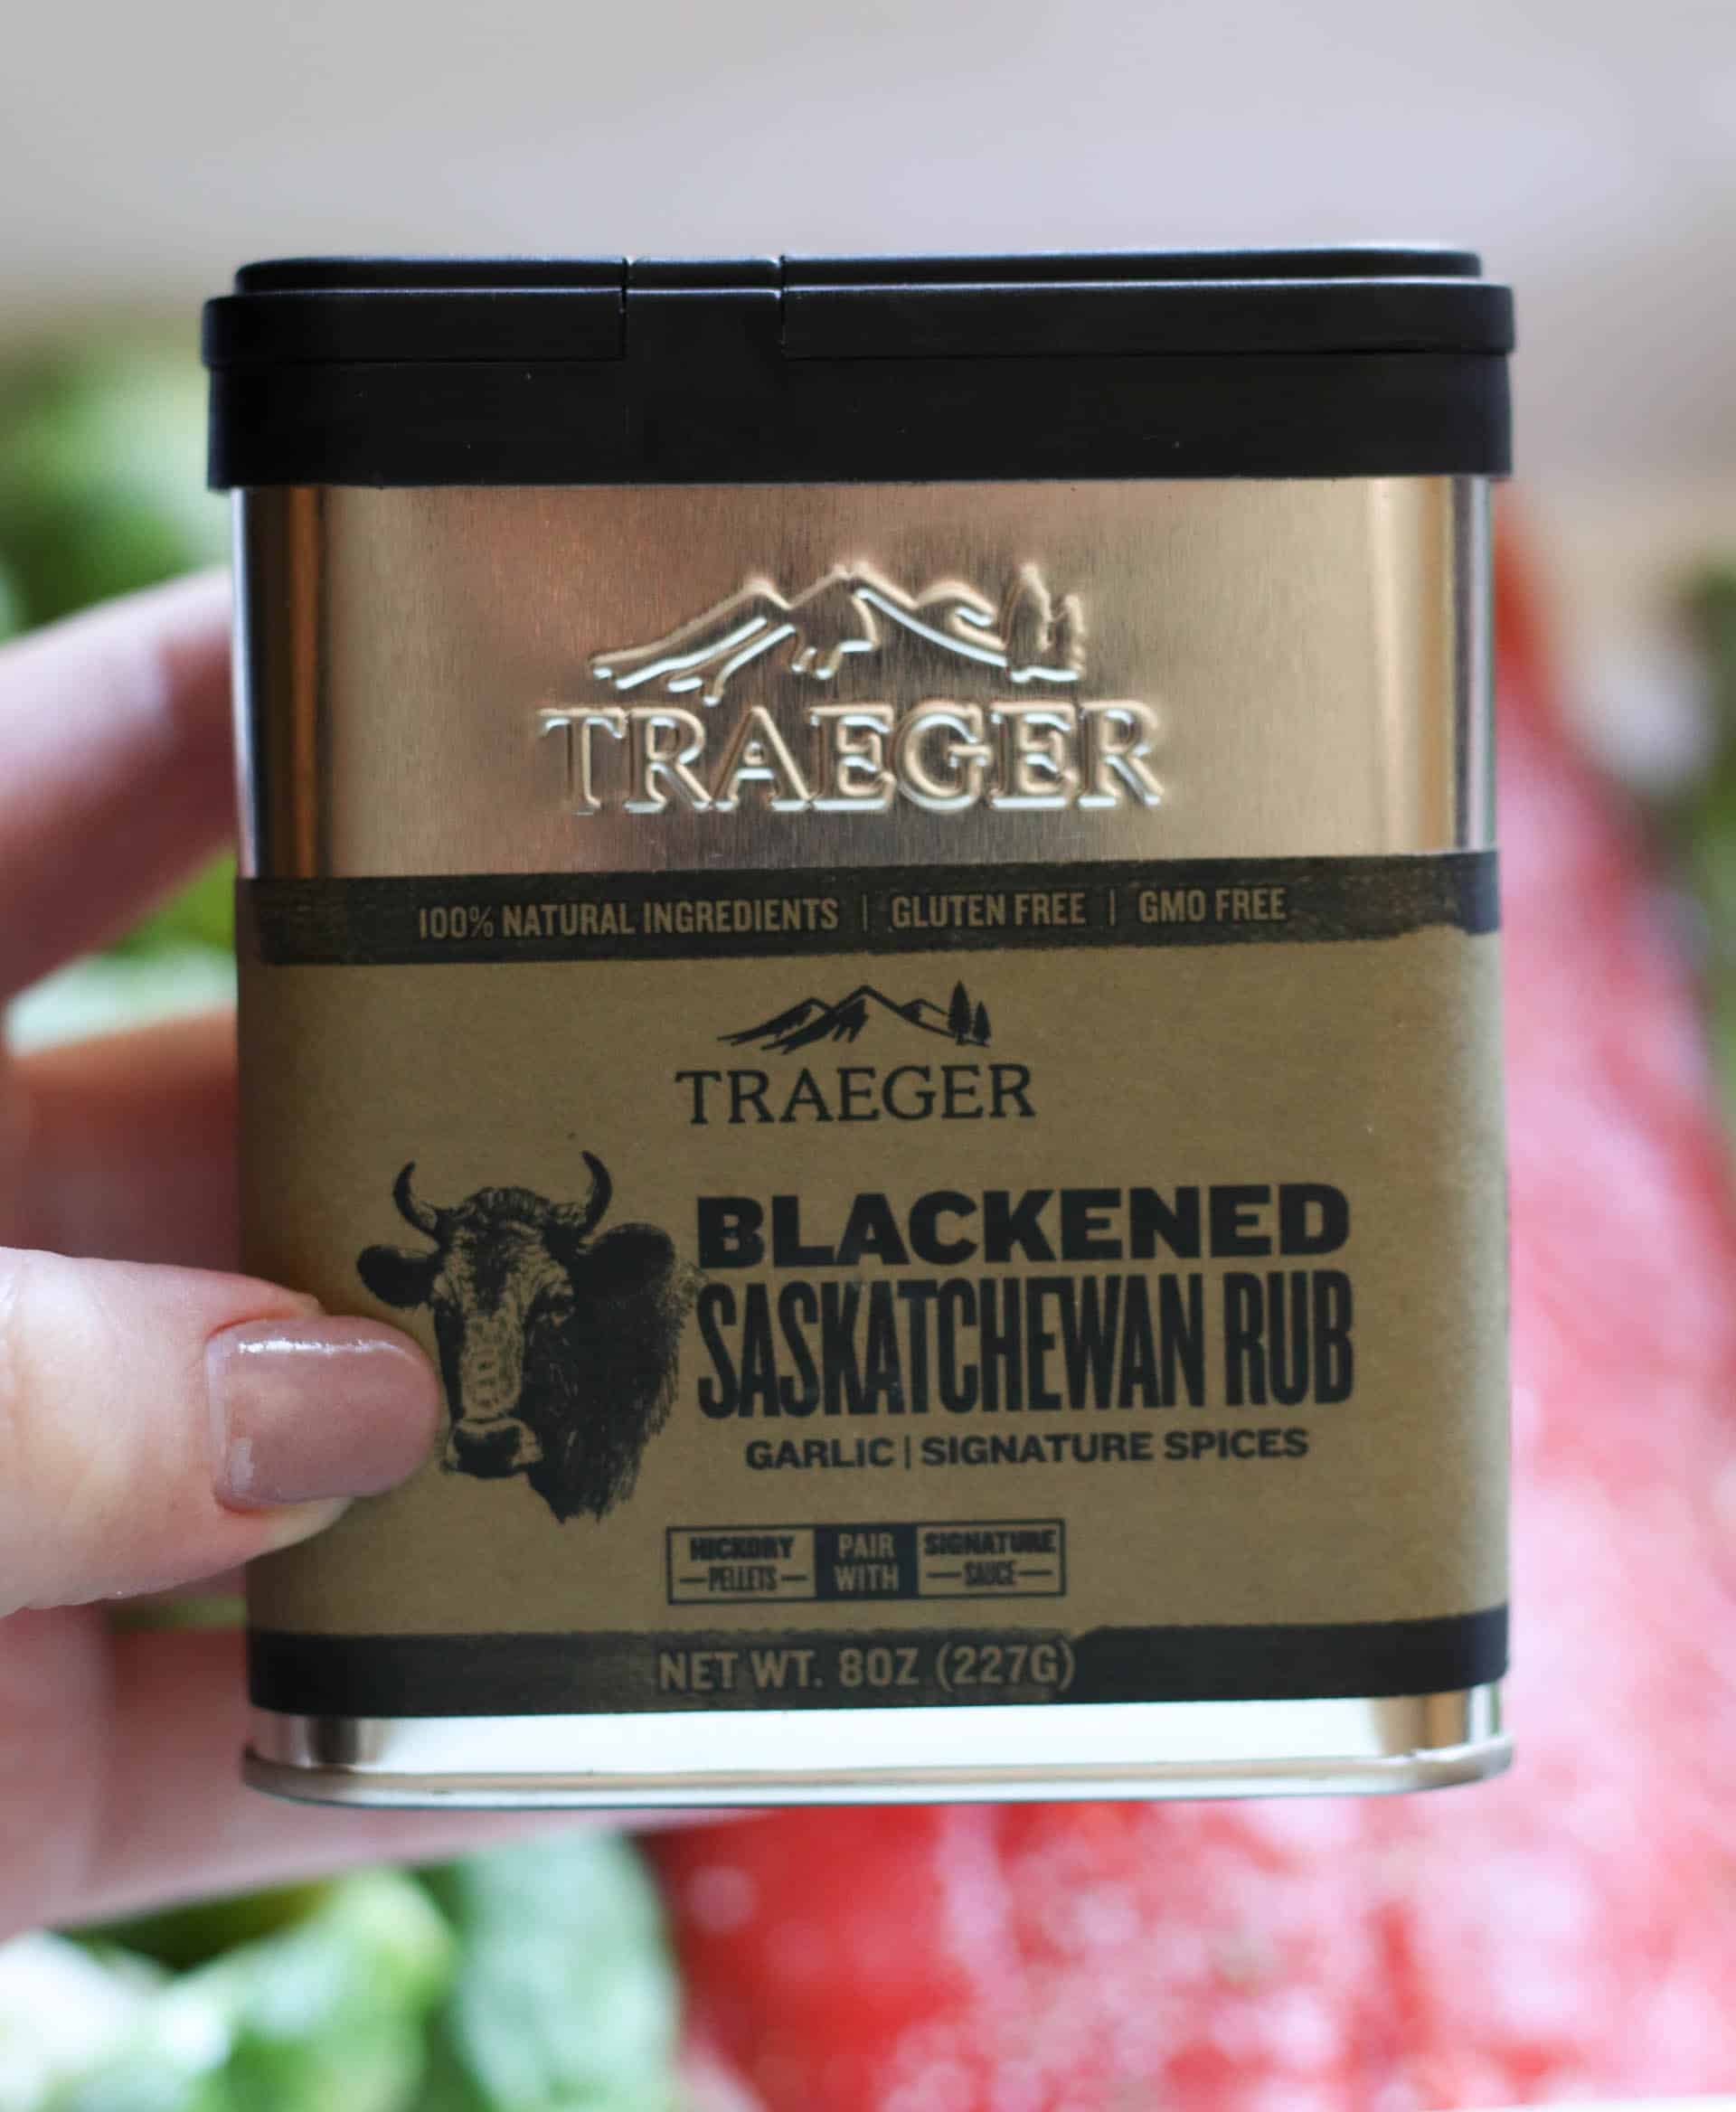 TRAEGER
100% NATURAL INGREDIENTS | GLUTEN FREE | GMO FREE
TRAEGER
BLACKENED
SASKATCHEWAN RUB
GARLIC | SIGNATURE SPICES
HICKORY PELLETS
PAIR WITH
SIGNATURE SAUCE
NET WT. 8OZ (227G)